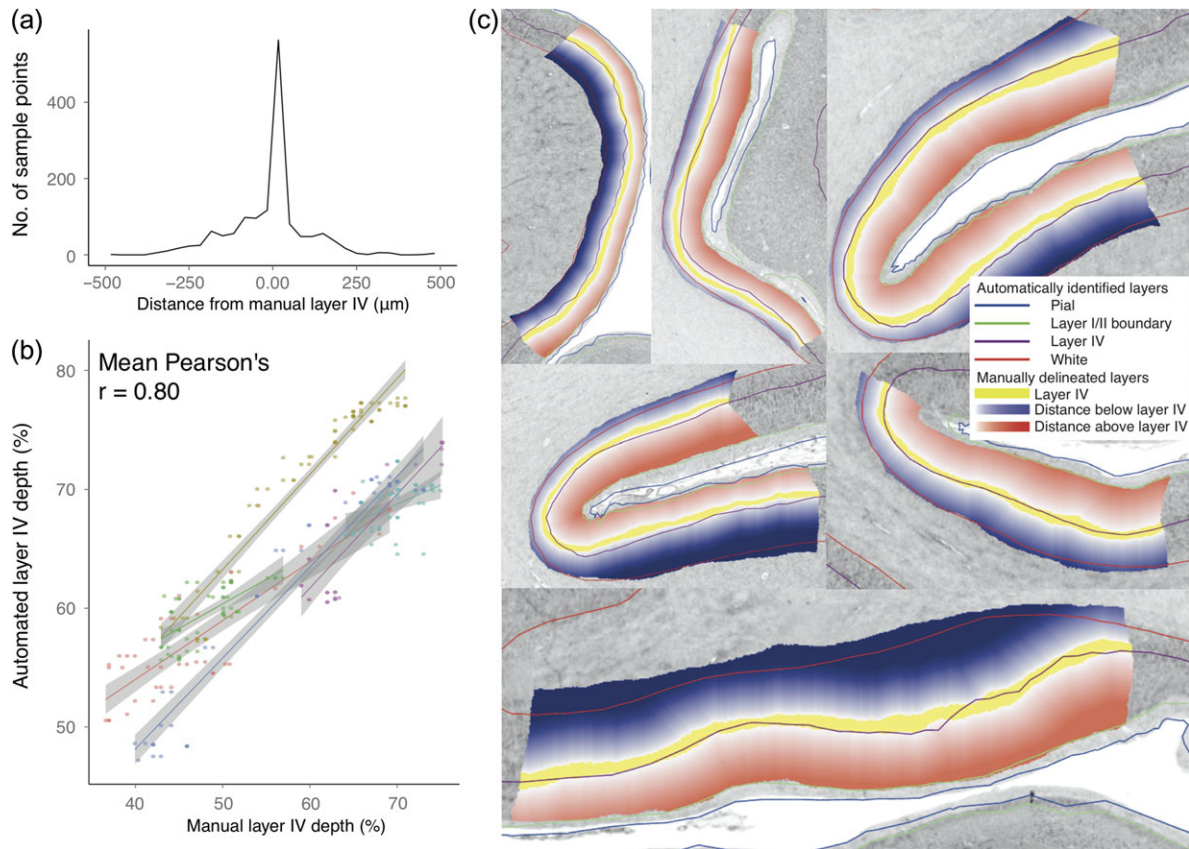 (a)
No. of sample points
400
200
0
−500
−250
0.00
250
500
Distance from manual layer IV (µm)
(b)
Mean Pearson's
r = 0.80
Automated layer IV depth (%)
80
70
60
50
40
50
60
70
Manual layer IV depth (%)
(c)
Automatically identified layers
Pial
Layer I/II boundary
Layer IV
White
Manually delineated layers
Layer IV
Distance below layer IV
Distance above layer IV